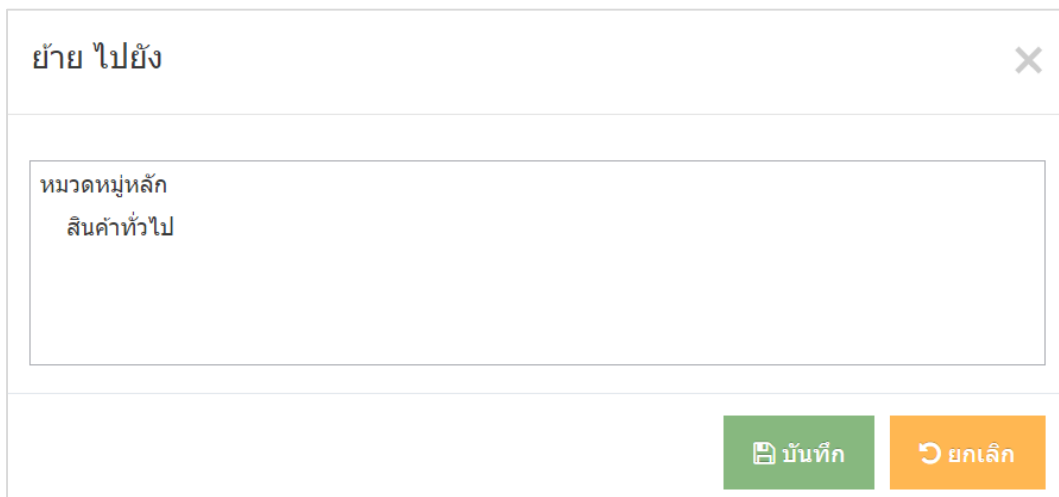 ย้าย ไปยัง
หมวดหมู่หลัก
สินค้าทั่วไป
บันทึก
ยกเลิก